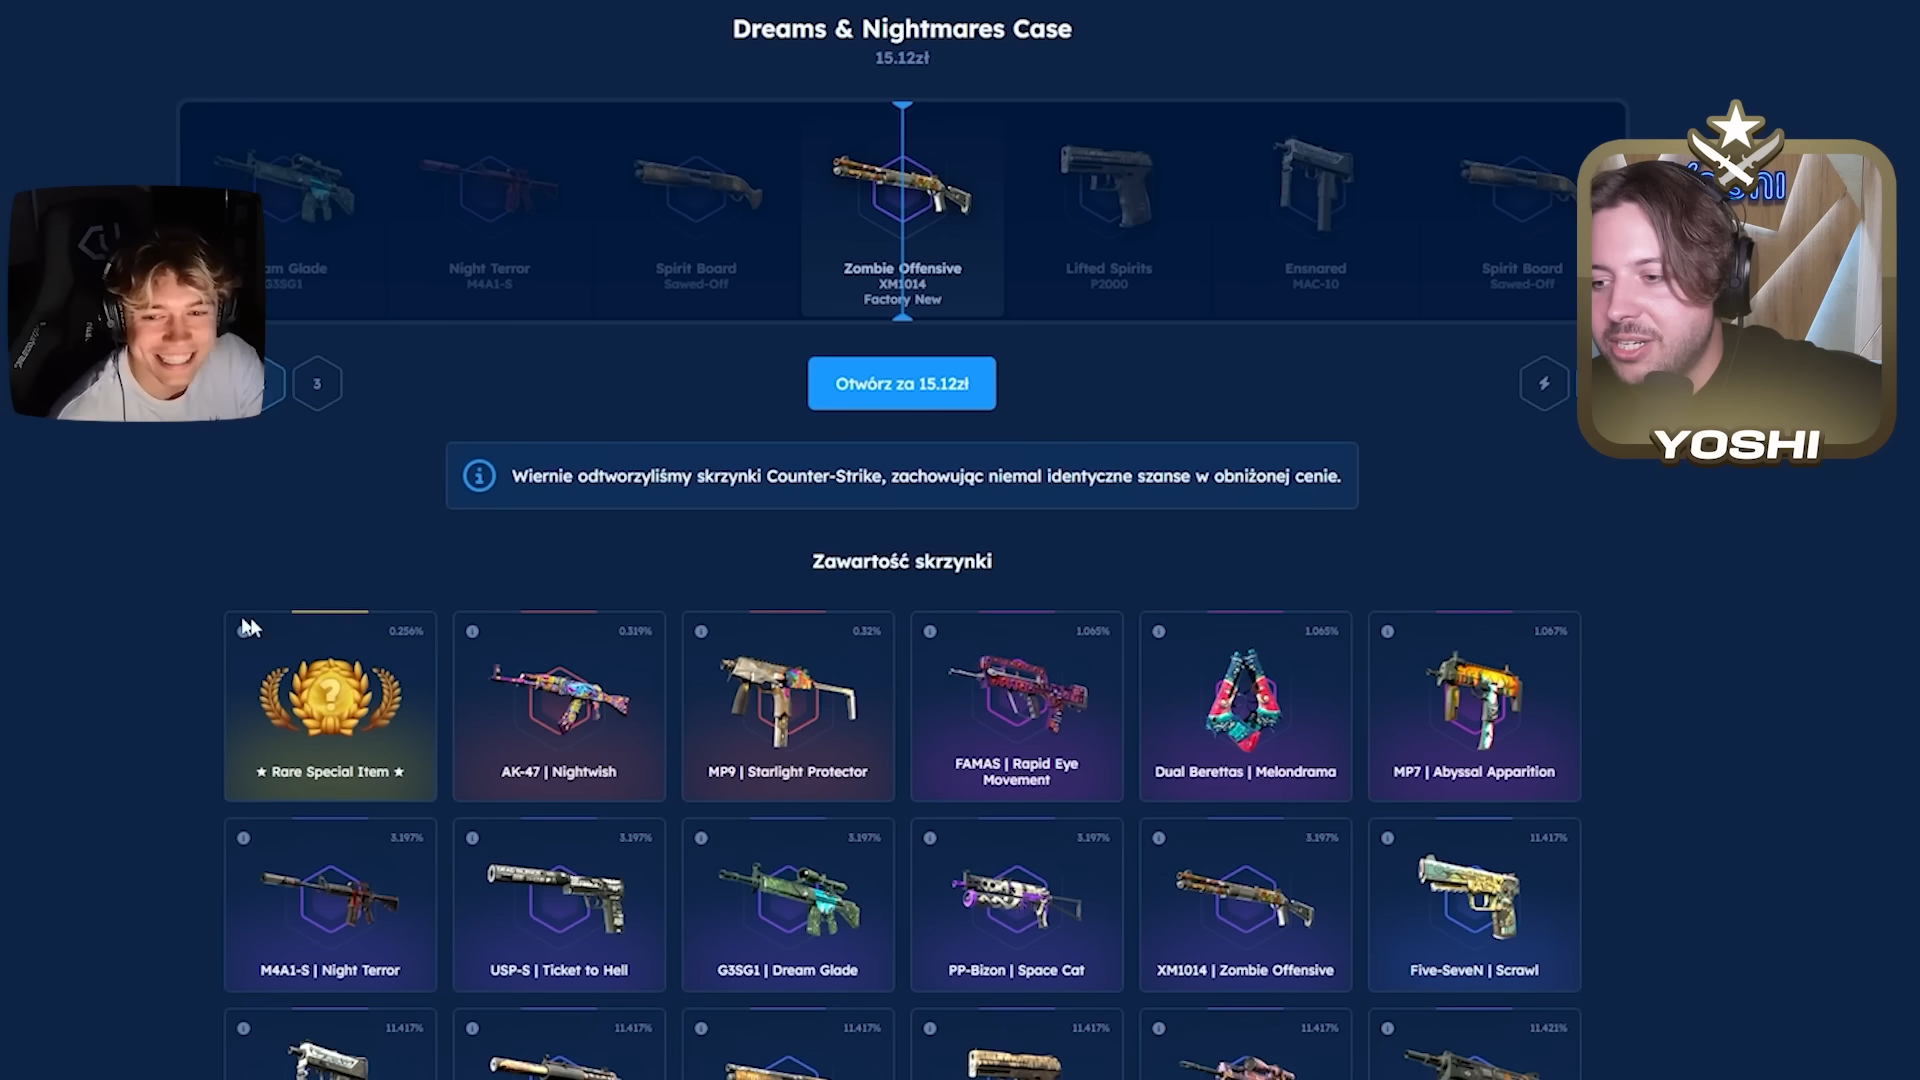 Dreams & Nightmares Case
15.12zł
am Glade
G3SG1
Night Terror
M4A1-S
Spirit Board
Sawed-Off
Zombie Offensive
XM1014
Factory New
Lifted Spirits
P2000
Ensnared
MAC-10
Spirit Board
Sawed-Off
3
Otwórz za 15.12zł
YOSHI
Wiernie odtworzyliśmy skrzynki Counter-Strike, zachowując niemal identyczne szanse w obniżonej cenie.
Zawartość skrzynki
0.256%
★ Rare Special Item ★
0.319%
AK-47 | Nightwish
0.32%
MP9 | Starlight Protector
1.065%
FAMAS | Rapid Eye
Movement
1.065%
Dual Berettas | Melondrama
1.067%
MP7 | Abyssal Apparition
3.197%
M4A1-S | Night Terror
3.197%
USP-S | Ticket to Hell
3.197%
G3SG1 | Dream Glade
3.197%
PP-Bizon | Space Cat
3.197%
XM1014 | Zombie Offensive
11.417%
Five-SeveN | Scrawl
11.417%
11.417%
11.417%
11.417%
11.417%
11.421%